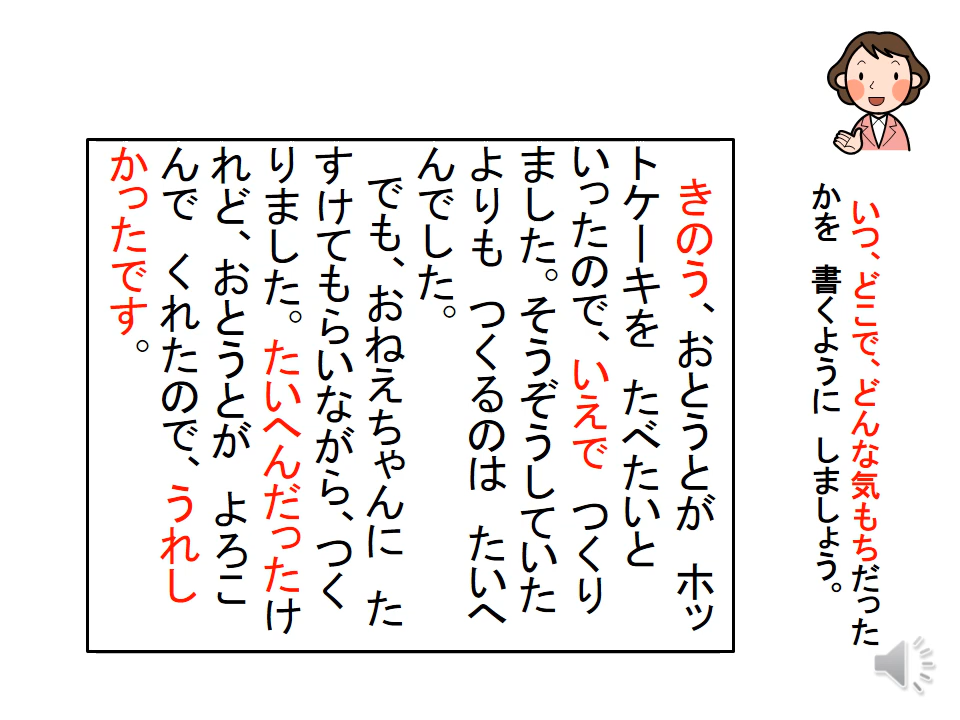 いつ、どこで、どんな気もちだった
かを 書くように しましょう。
きのう、おとうとが ホッ
トケーキを たべたいと
いったので、いえで つくり
ました。そうぞうしていた
よりも つくるのは たいへ
んでした。
でも、おねえちゃんに た
すけてもらいながら、つく
りました。たいへんだったけ
れど、おとうとが よろこ
んで くれたので、うれし
かったです。